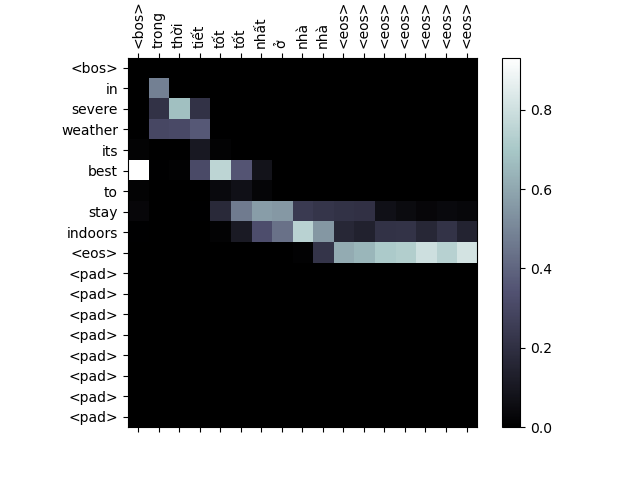 <bos> trong thời tiết tốt tốt nhất ở nhà nhà <eos> <eos> <eos> <eos> <eos> <eos> <eos>
<bos>
in
severe
weather
its
best
to
stay
indoors
<eos>
<pad>
<pad>
<pad>
<pad>
<pad>
<pad>
<pad>
<pad>
0.8
0.6
0.4
0.2
0.0